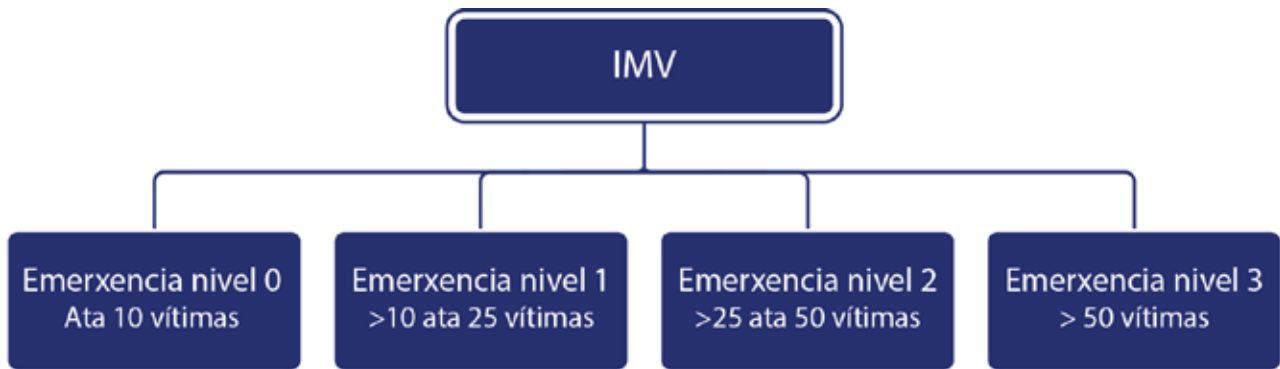 IMV
Emerxencia nivel 0
Ata 10 vítimas
Emerxencia nivel 1
>10 ata 25 vítimas
Emerxencia nivel 2
>25 ata 50 vítimas
Emerxencia nivel 3
> 50 vítimas